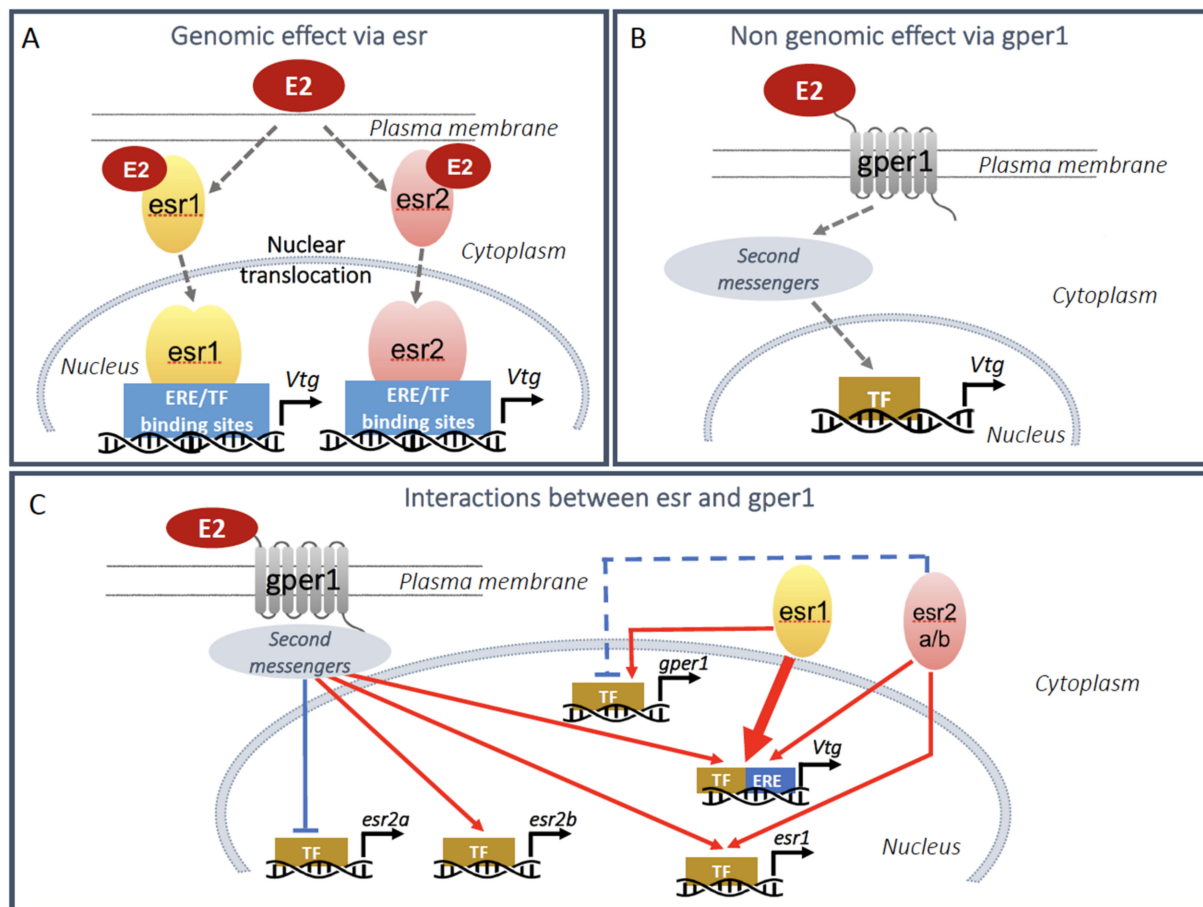 A
Genomic effect via esr
E2
Plasma membrane
E2
E2
esr1
esr2
Cytoplasm
Nuclear
translocation
esr1
esr2
Nucleus
ERE/TF
binding sites
Vtg
ERE/TF
binding sites
Vtg
B
Non genomic effect via gper1
E2
gper1
Plasma membrane
Second
messengers
Cytoplasm
TF
Vtg
Nucleus
C
Interactions between esr and gper1
E2
gper1
Plasma membrane
Second
messengers
esr1
esr2
a/b
gper1
TF
Cytoplasm
Vtg
TF
ERE
esr2a
TF
esr2b
TF
esr1
TF
Nucleus